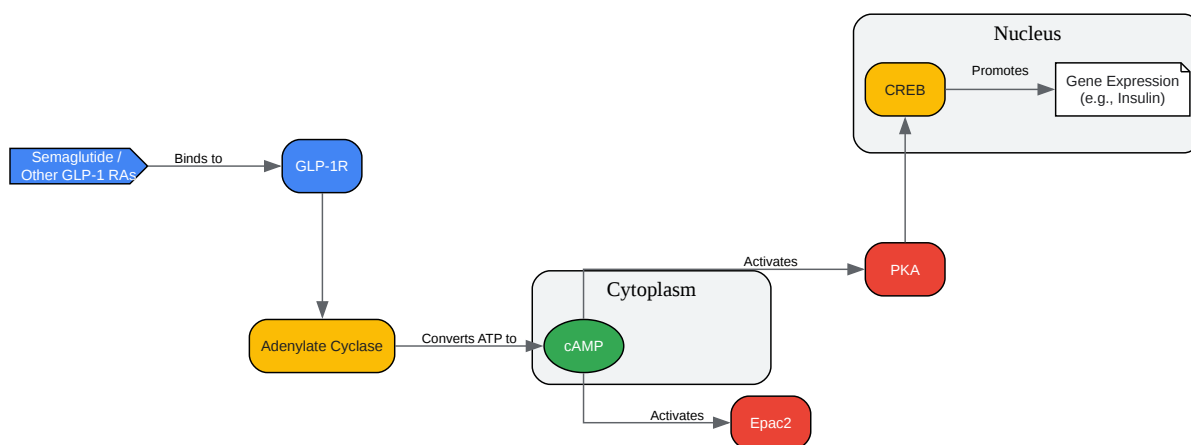 Nucleus
Promotes
CREB
Gene Expression
(e.g., Insulin)
Semaglutide /
Other GLP-1 RAs
Binds to
GLP-1R
Activates
PKA
Cytoplasm
Adenylate Cyclase
Converts ATP to
cAMP
Activates
Epac2